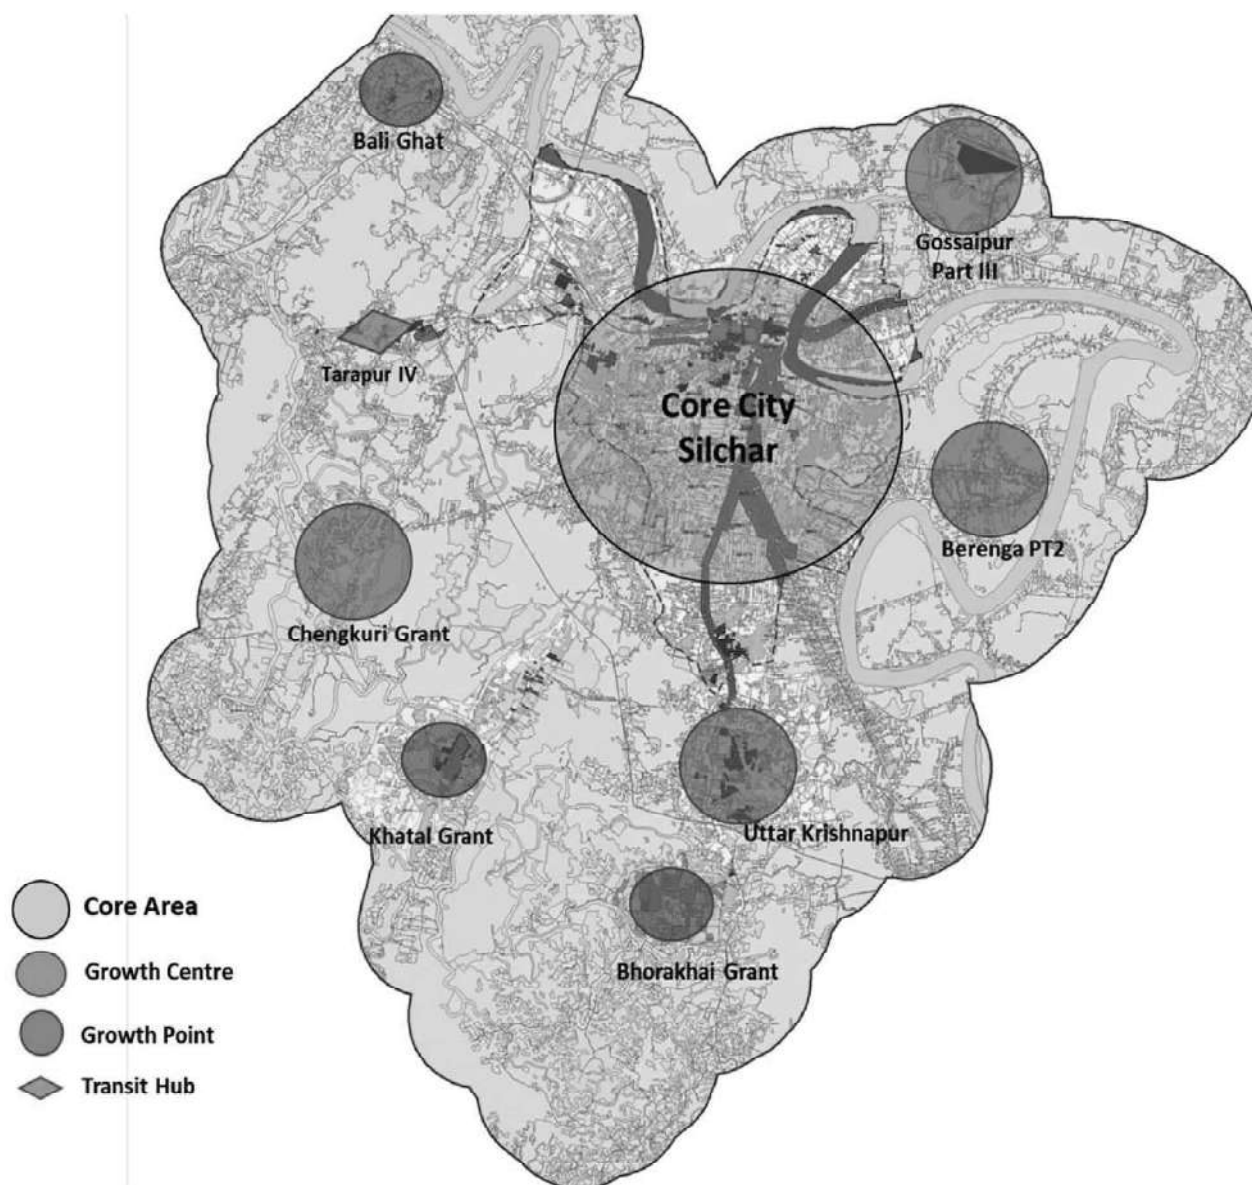 Bali Ghat
Gossaipur
Part III
Tarapur IV
Core City
Silchar
Berenga PT2
Chengkuri Grant
Khatal Grant
Uttar Krishnapur
Bhorakhai Grant
Core Area
Growth Centre
Growth Point
Transit Hub